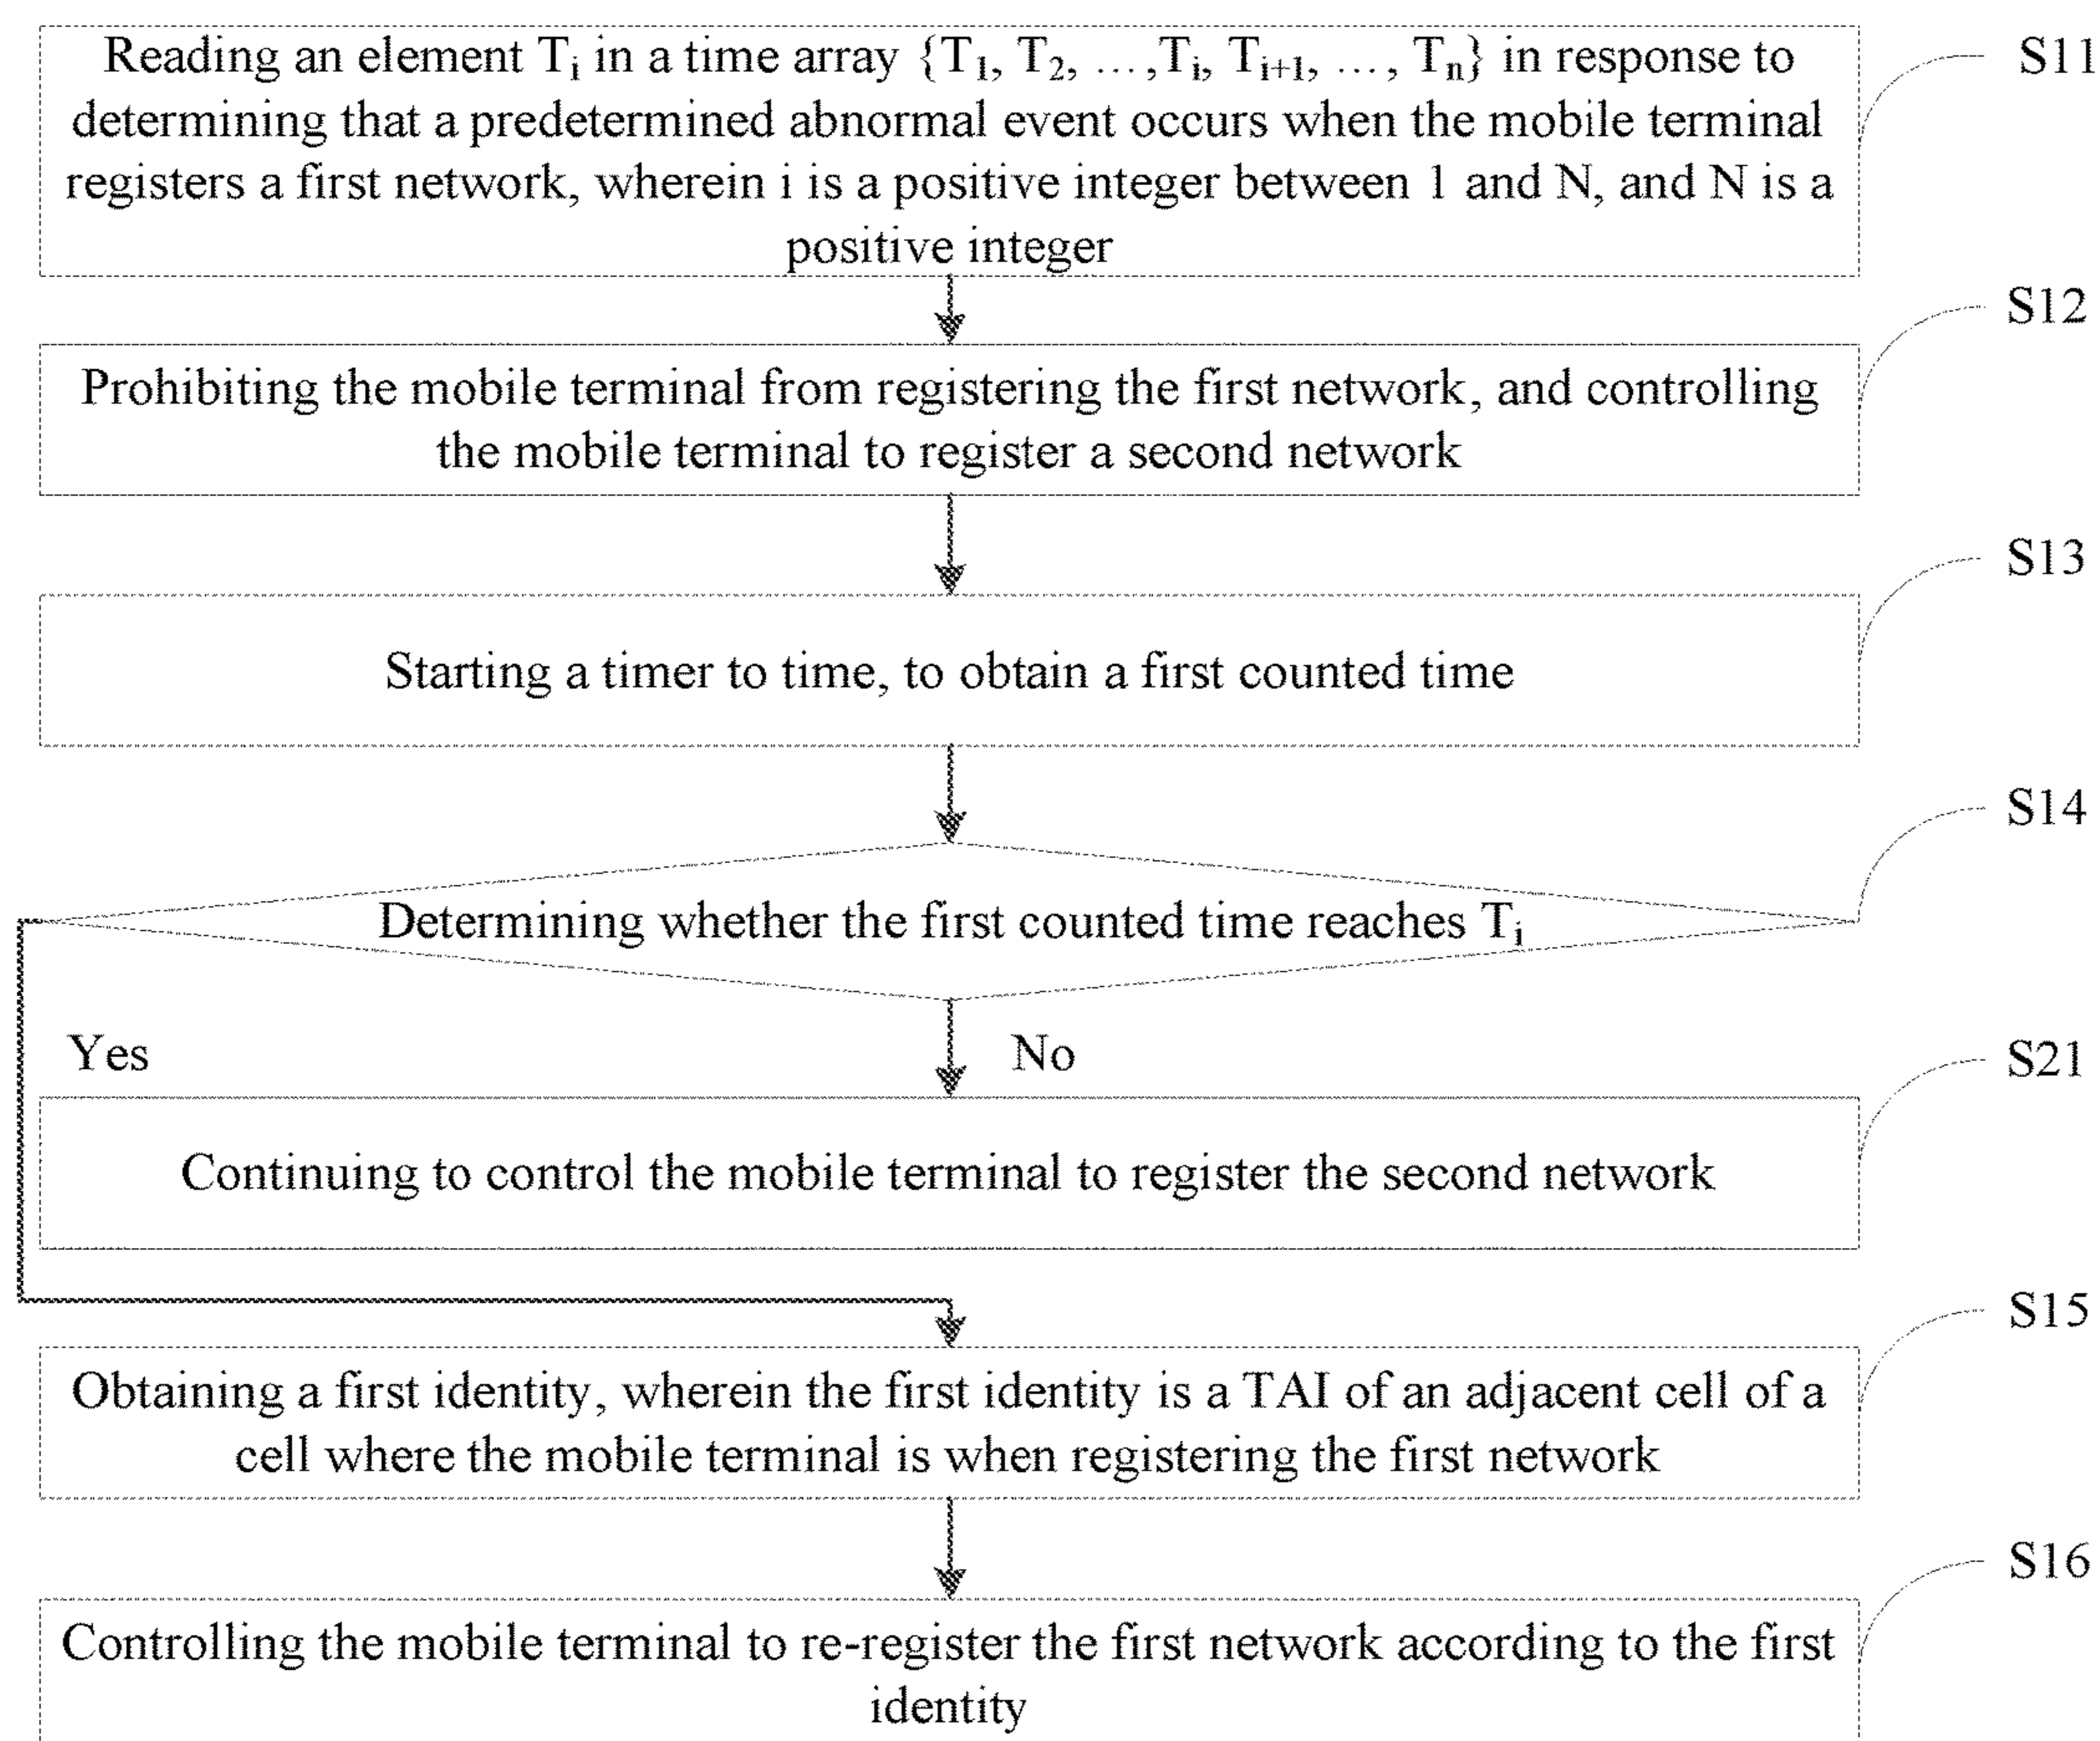 Reading an element Tᵢ in a time array {T₁, T₂, ...,Tᵢ, Tᵢ₊₁, ..., Tₙ} in response to
determining that a predetermined abnormal event occurs when the mobile terminal
registers a first network, wherein i is a positive integer between 1 and N, and N is a
positive integer
S11
Prohibiting the mobile terminal from registering the first network, and controlling
the mobile terminal to register a second network
S12
Starting a timer to time, to obtain a first counted time
S13
Determining whether the first counted time reaches Tᵢ
S14
Yes
No
Continuing to control the mobile terminal to register the second network
S21
Obtaining a first identity, wherein the first identity is a TAI of an adjacent cell of a
cell where the mobile terminal is when registering the first network
S15
Controlling the mobile terminal to re-register the first network according to the first
identity
S16